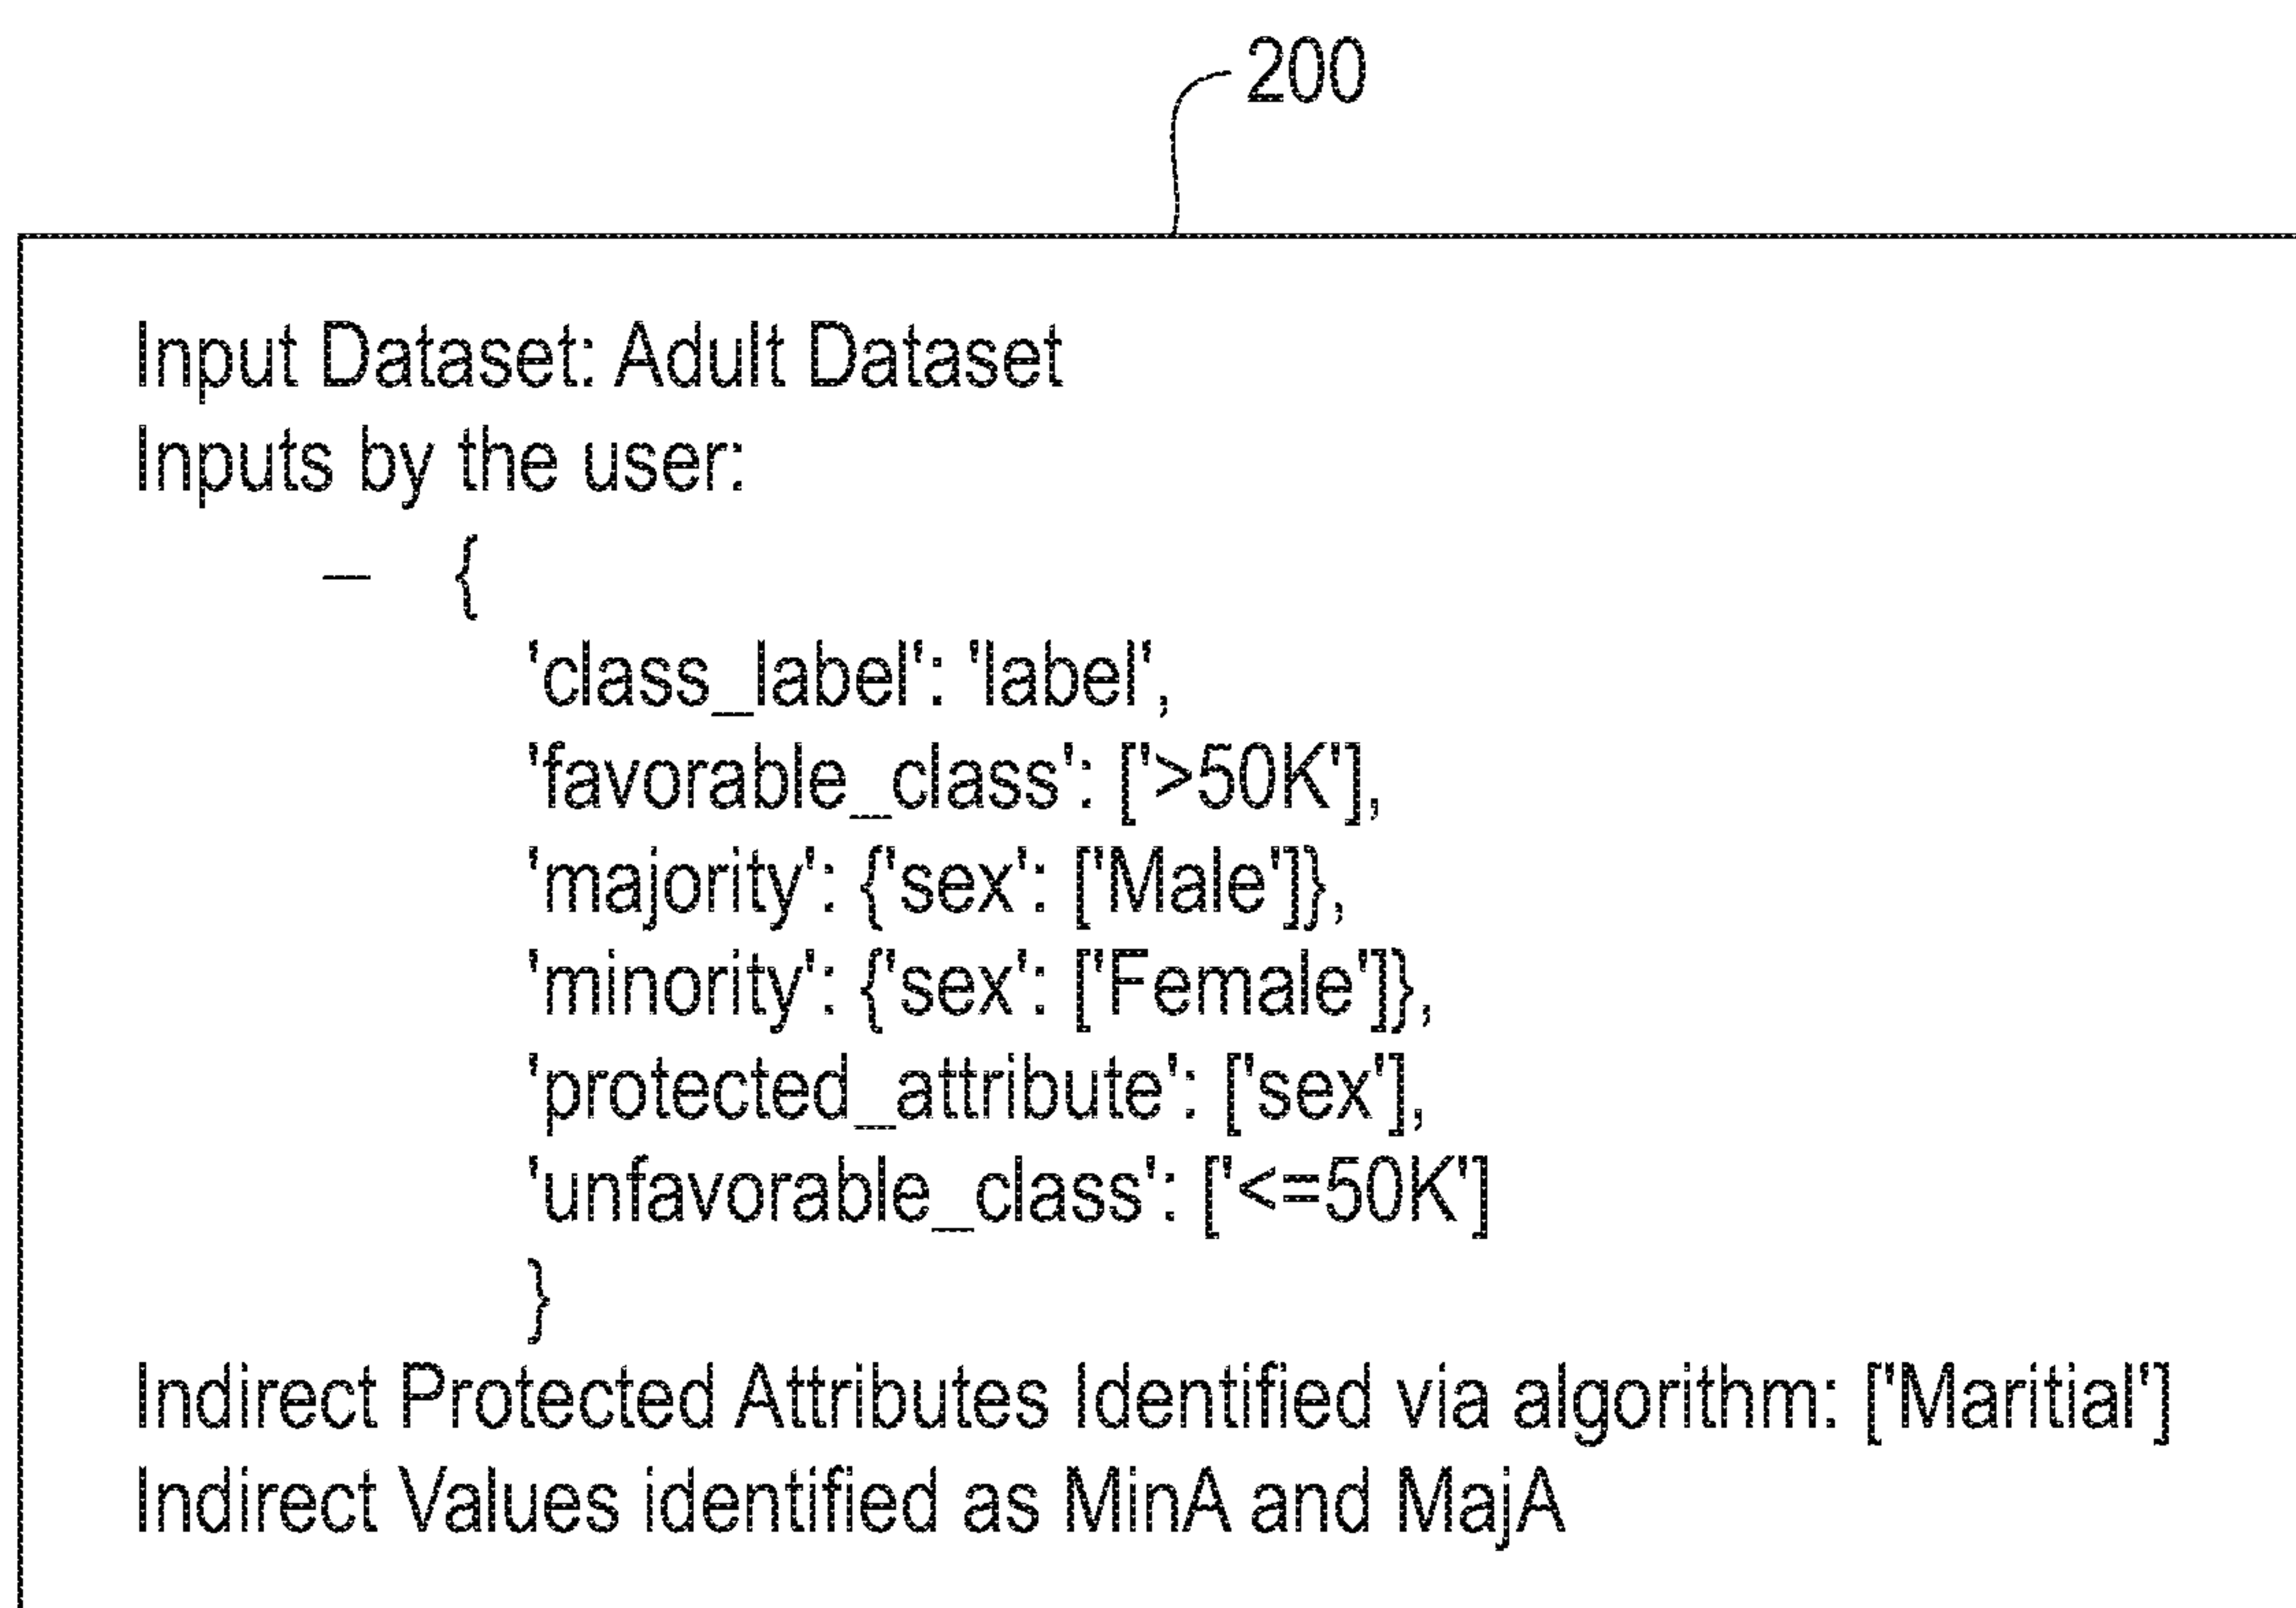 200
Input Dataset: Adult Dataset
Inputs by the user:
– {
'class_label': 'label',
'favorable_class': ['>50K'],
'majority': {'sex': ['Male']},
'minority': {'sex': ['Female']},
'protected_attribute': ['sex'],
'unfavorable_class': ['<=50K']
}
Indirect Protected Attributes Identified via algorithm: ['Maritial']
Indirect Values identified as MinA and MajA